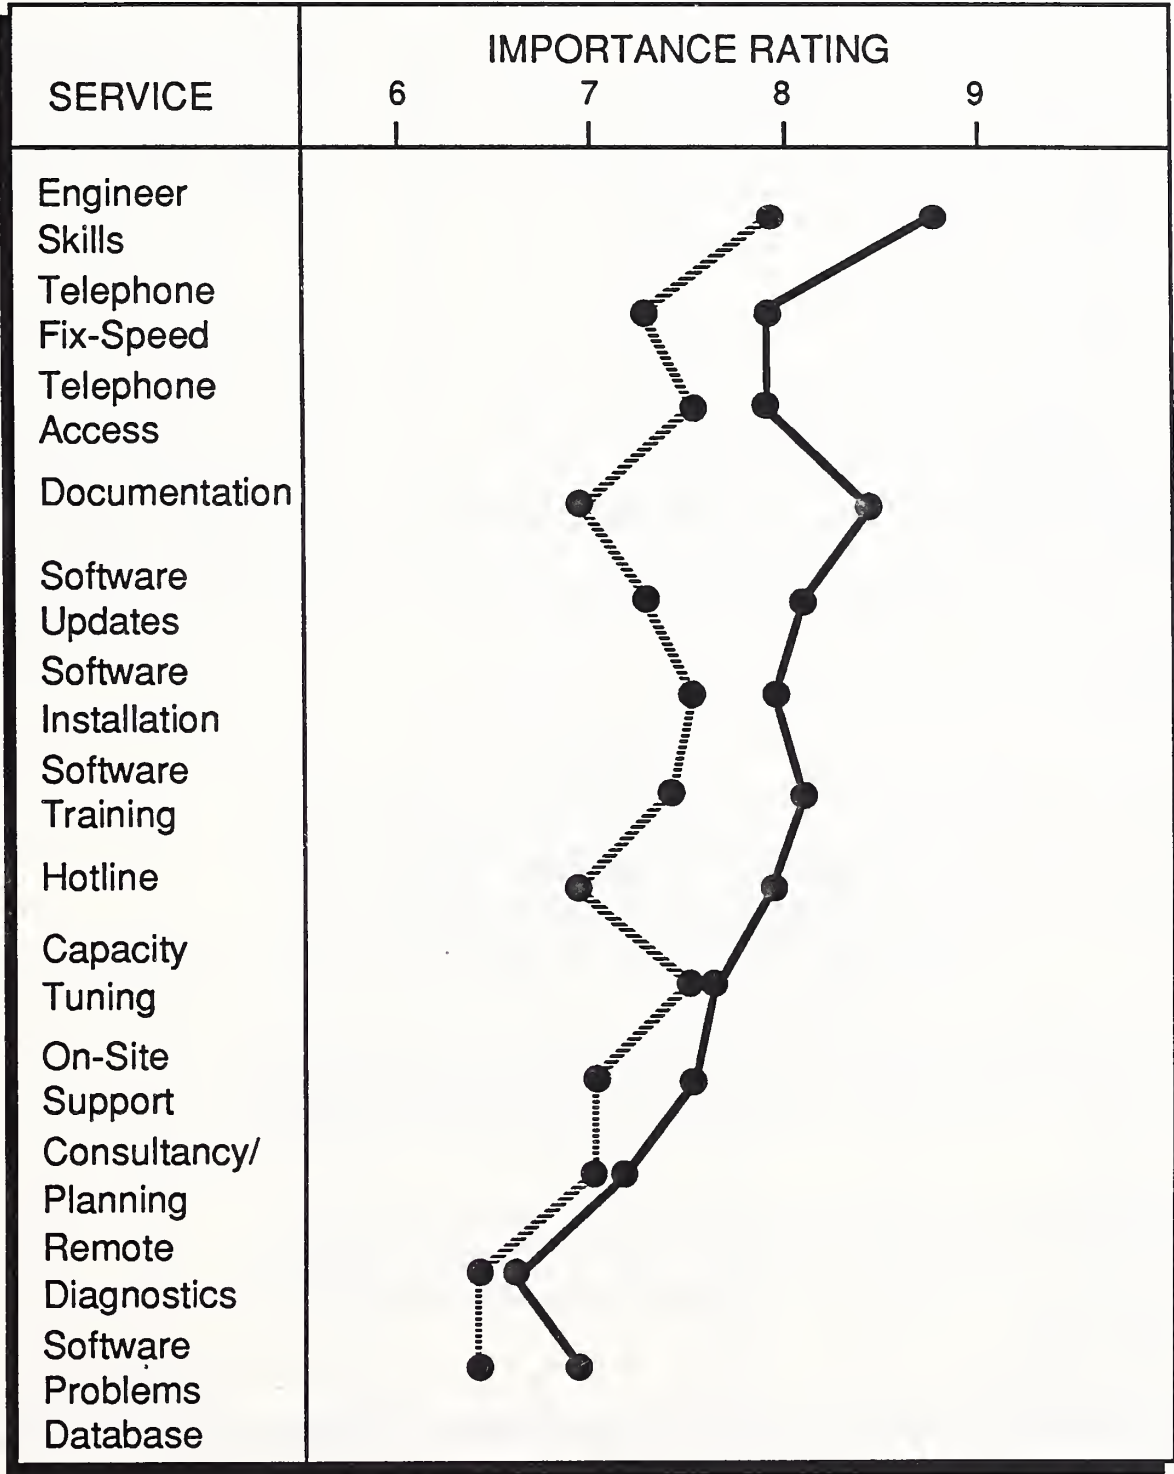 IMPORTANCE RATING
SERVICE
6 7 8 9
Engineer
Skills
Telephone
Fix-Speed
Telephone
Access
Documentation
Software
Updates
Software
Installation
Software
Training
Hotline
Capacity
Tuning
On-Site
Support
Consultancy/
Planning
Remote
Diagnostics
Software
Problems
Database